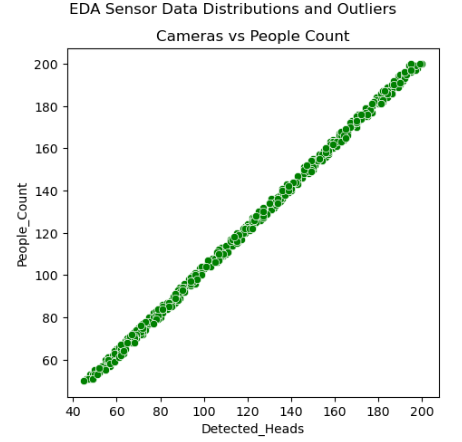 EDA Sensor Data Distributions and Outliers
Cameras vs People Count
200
180
160
140
120
100
80
60
People_Count
40 60 80 100 120 140 160 180 200
Detected_Heads